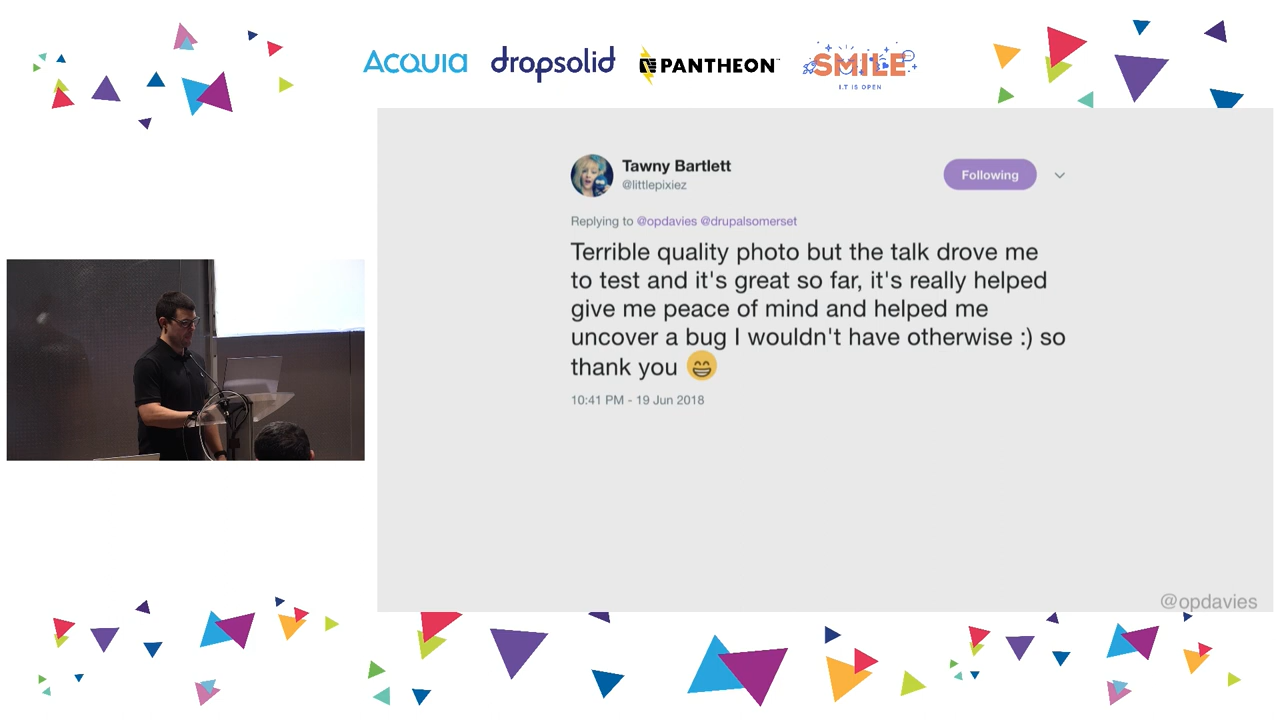 Acquia
dropsolid
PANTHEON
SMILE
I.T IS OPEN
Tawny Bartlett
@littlepixiez
Following
Replying to @opdavies @drupalsomerset
Terrible quality photo but the talk drove me
to test and it's great so far, it's really helped
give me peace of mind and helped me
uncover a bug I wouldn't have otherwise :) so
thank you 😁
10:41 PM - 19 Jun 2018
@opdavies